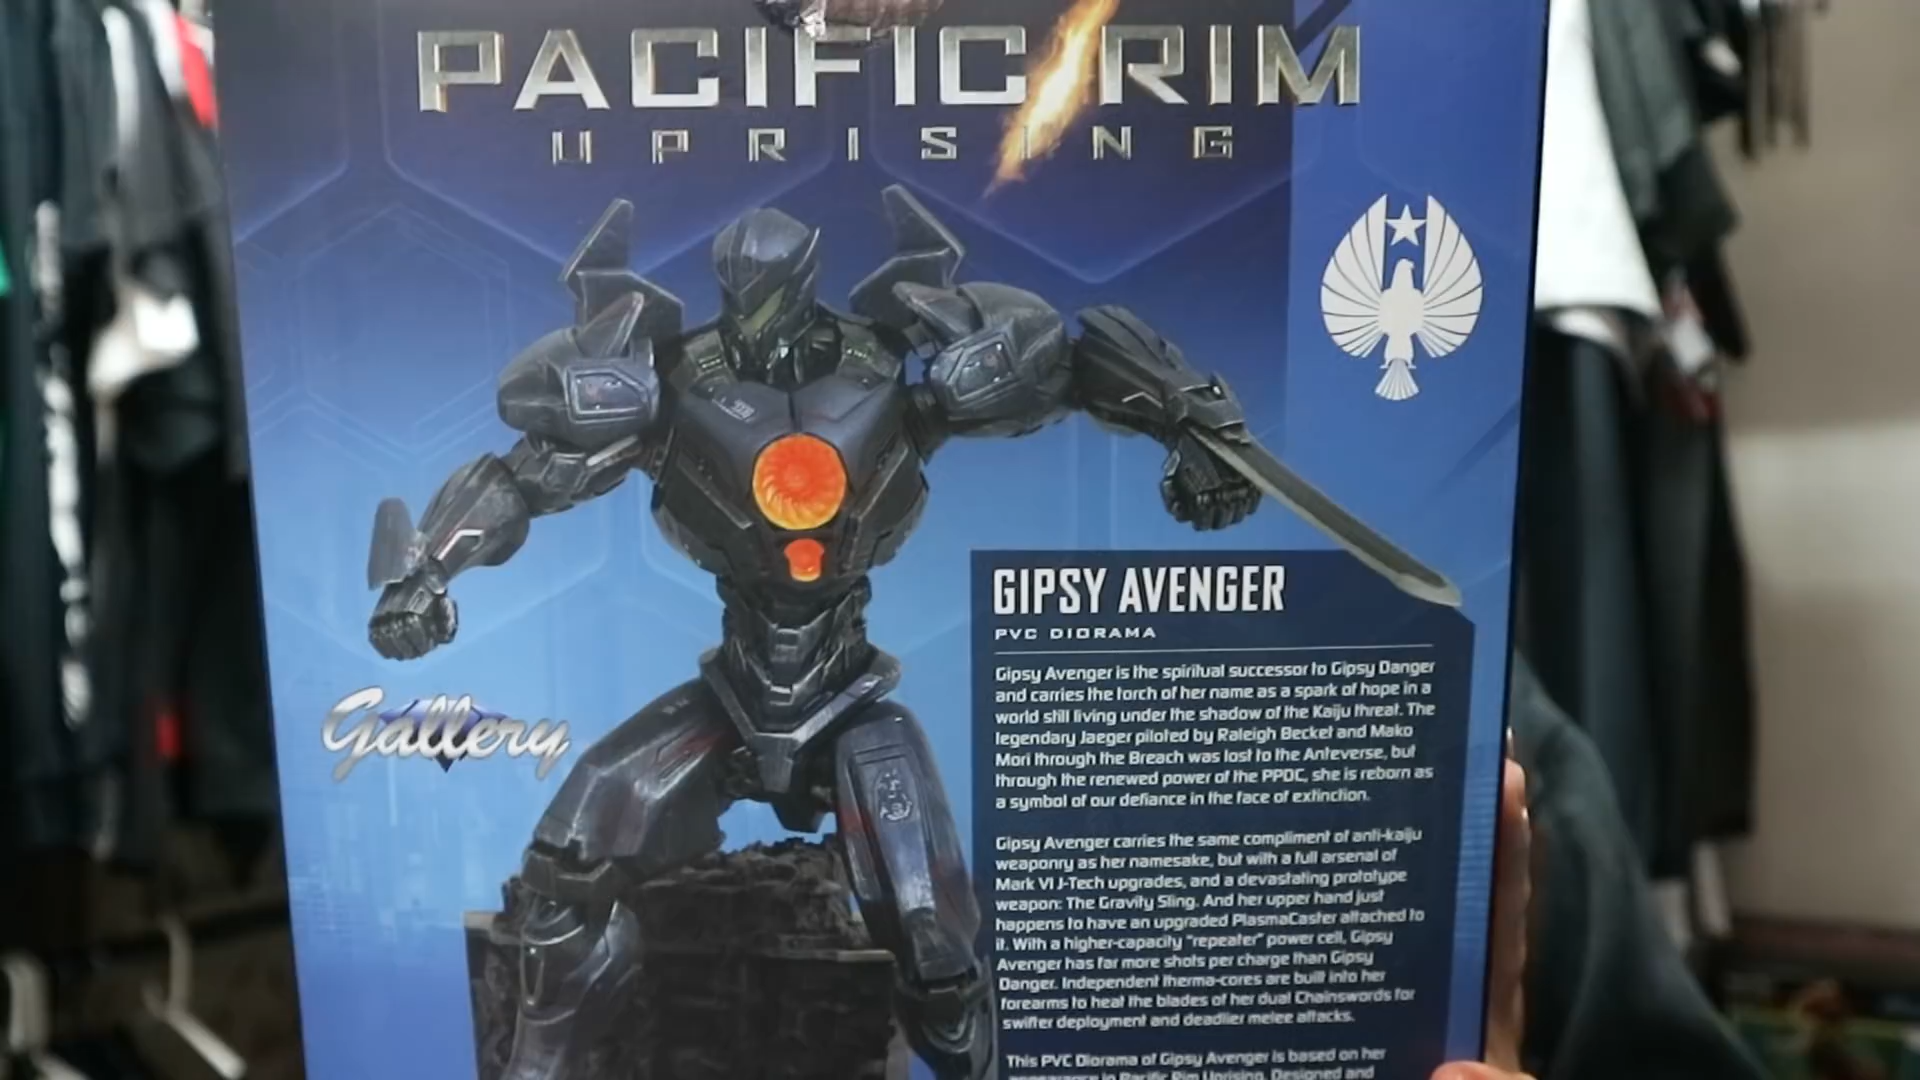 PACIFIC RIM
UPRISING
Gallery
GIPSY AVENGER
PVC DIORAMA
Gipsy Avenger is the spiritual successor to Gipsy Danger
and carries the torch of her name as a spark of hope in a
world still living under the shadow of the Kaiju threat. The
legendary Jaeger piloted by Raleigh Becket and Mako
Mori through the Breach was lost to the Anteverse, but
through the renewed power of the PPDC, she is reborn as
a symbol of our defiance in the face of extinction.
Gipsy Avenger carries the same compliment of anti-kaiju
weaponry as her namesake, but with a full arsenal of
Mark VI J-Tech upgrades, and a devastating prototype
weapon: The Gravity Sling. And her upper hand just
happens to have an upgraded PlasmaCaster attached to
it. With a higher-capacity "repeater" power cell, Gipsy
Avenger has far more shots per charge than Gipsy
Danger. Independent therma-cores are built into her
forearms to heat the blades of her dual Chainswords for
swifter deployment and deadlier melee attacks.
This PVC Diorama of Gipsy Avenger is based on her
appearance in Pacific Rim Uprising. Designed and